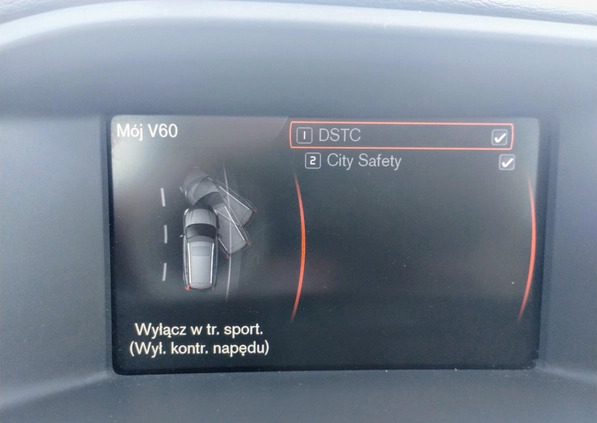 Mój V60
1 DSTC
2 City Safety
Wyłącz w tr. sport.
(Wył. kontr. napędu)